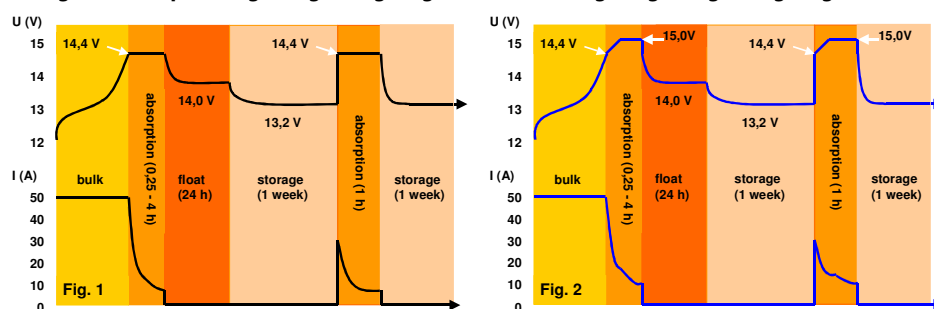 U (V)
15
14
13
12
14,4 V
14,0 V
13,2 V
14,4 V
I (A)
50
40
30
20
10
0
bulk
absorption (0,25 - 4 h)
float
(24 h)
storage
(1 week)
absorption (1 h)
storage
(1 week)
Fig. 1
U (V)
15
14
13
12
14,4 V
15,0V
14,0 V
13,2 V
14,4 V
15,0V
I (A)
50
40
30
20
10
0
bulk
absorption (0,25 - 4 h)
float
(24 h)
storage
(1 week)
absorption (1 h)
storage
(1 week)
Fig. 2